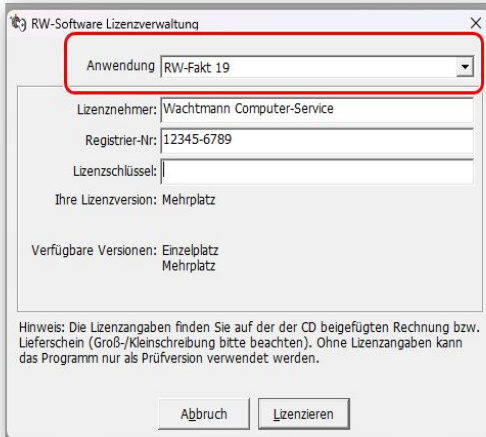 RW-Software Lizenzverwaltung
Anwendung RW-Fakt 19
Lizenznehmer: Wachtmann Computer-Service
Registrier-Nr: 12345-6789
Lizenzschlüssel:
Ihre Lizenzversion: Mehrplatz
Verfügbare Versionen: Einzelplatz
Mehrplatz
Hinweis: Die Lizenzangaben finden Sie auf der der CD beigefügten Rechnung bzw.
Lieferschein (Groß-/Kleinschreibung bitte beachten). Ohne Lizenzangaben kann
das Programm nur als Prüfversion verwendet werden.
Abbruch Lizenzieren